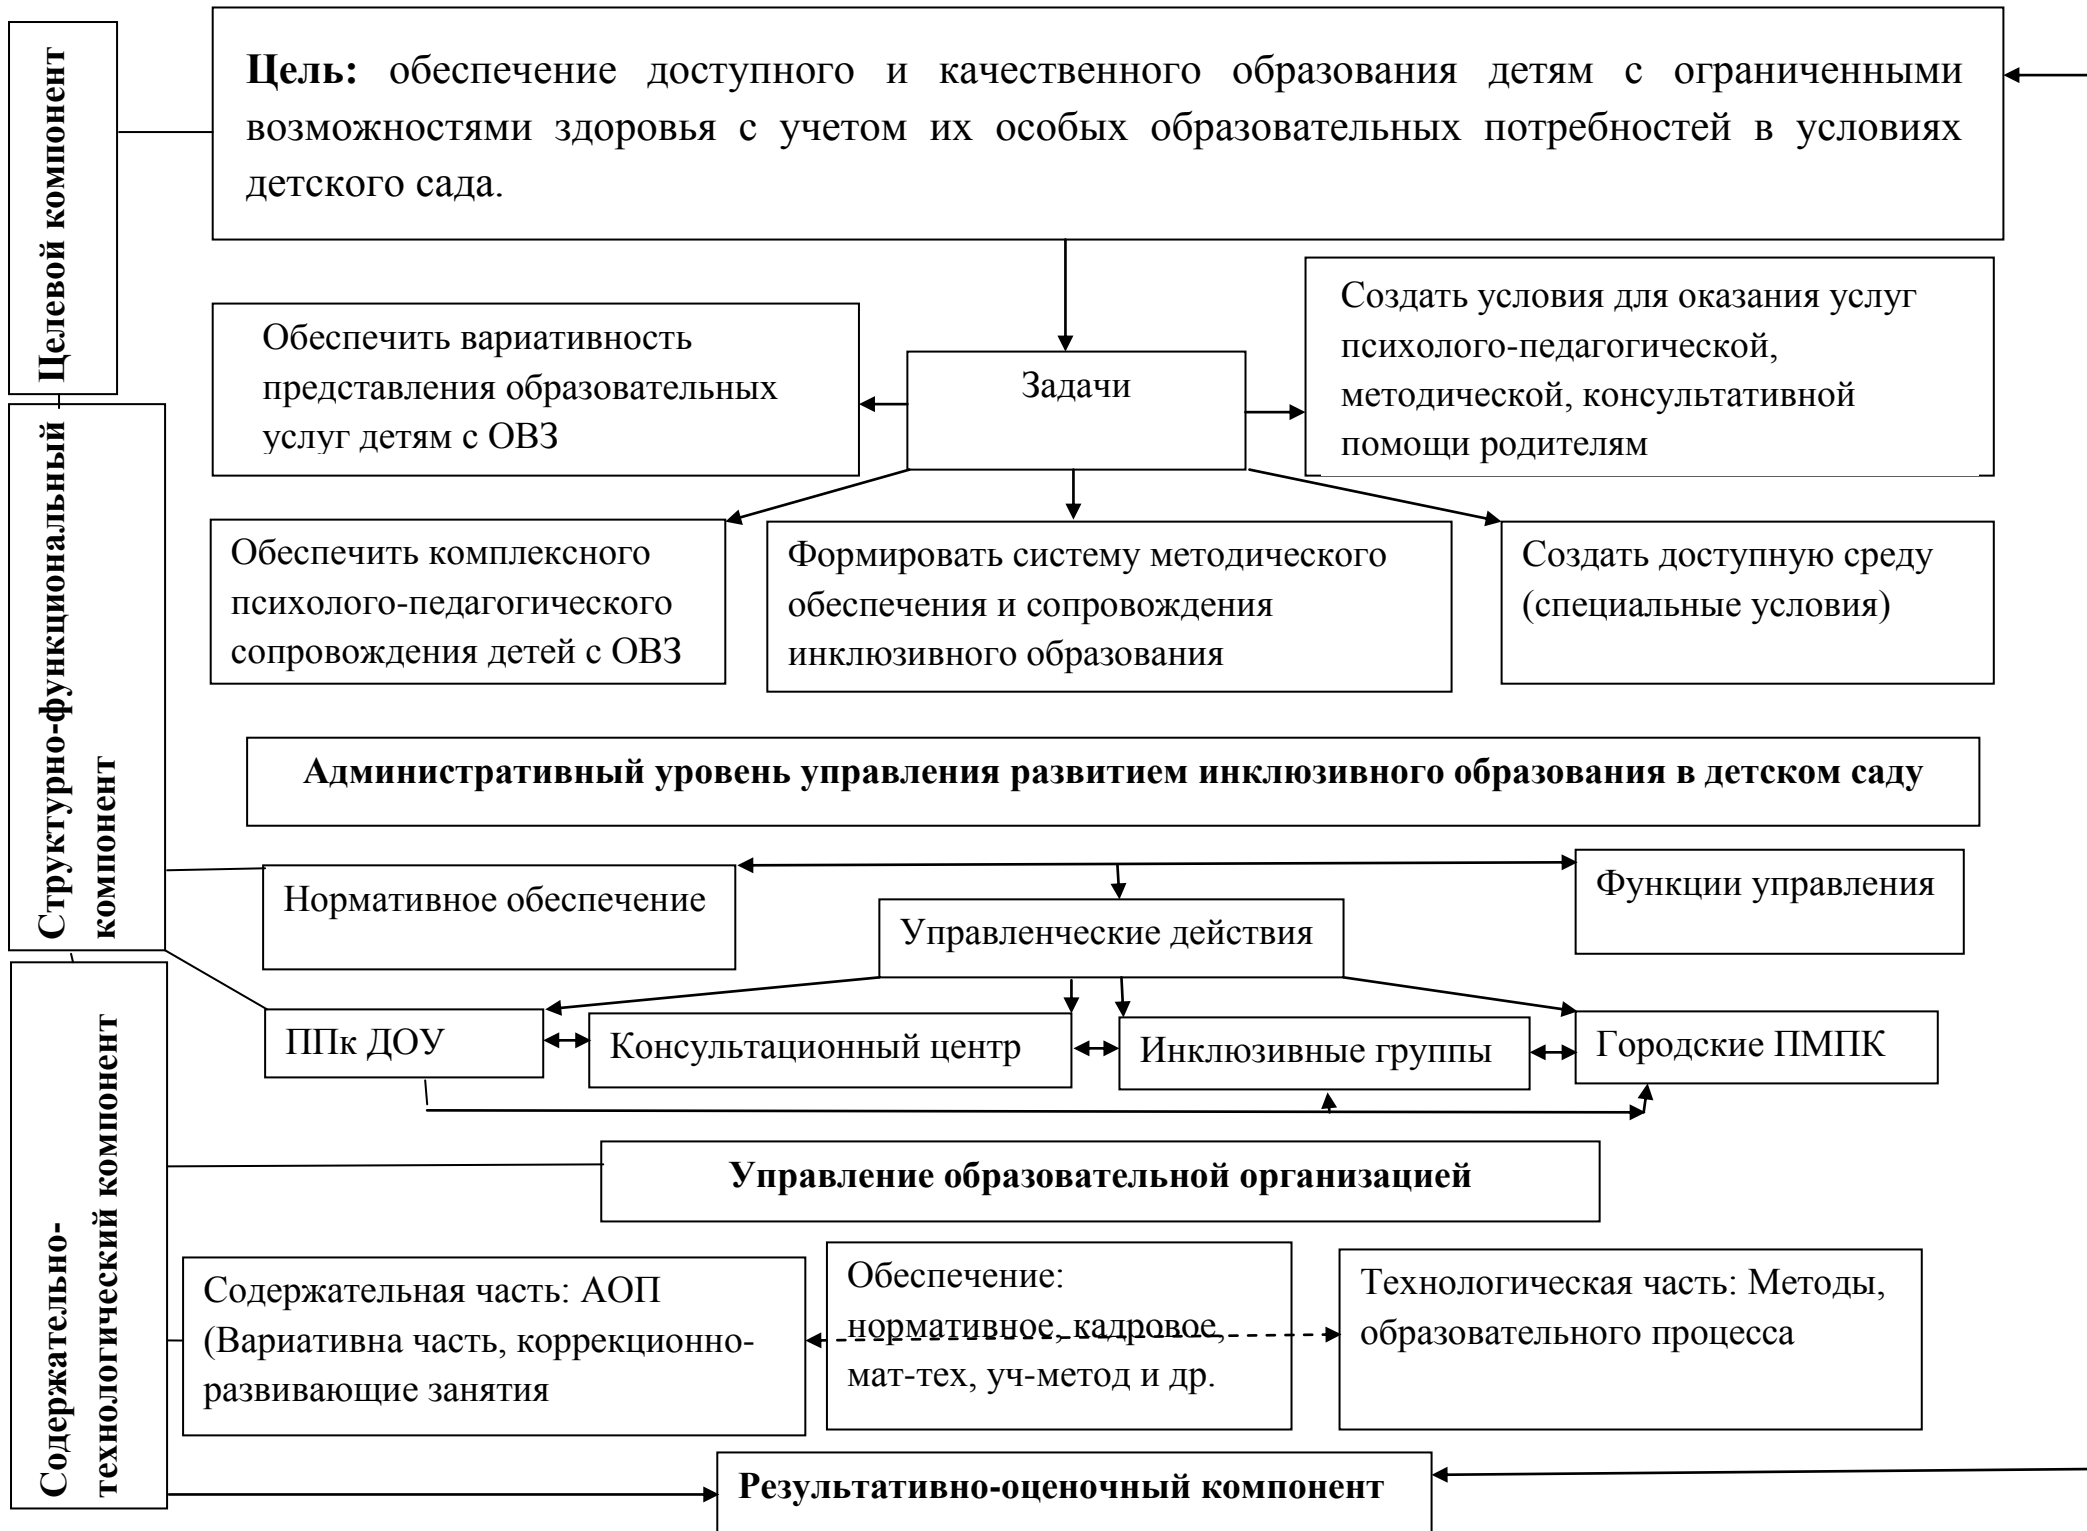 Целевой компонент
Цель: обеспечение доступного и качественного образования детям с ограниченными
возможностями здоровья с учетом их особых образовательных потребностей в условиях
детского сада.
Обеспечить вариативность
представления образовательных
услуг детям с ОВЗ
Задачи
Создать условия для оказания услуг
психолого-педагогической,
методической, консультативной
помощи родителям
Структурно-функциональный
компонент
Обеспечить комплексного
психолого-педагогического
сопровождения детей с ОВЗ
Формировать систему методического
обеспечения и сопровождения
инклюзивного образования
Создать доступную среду
(специальные условия)
Административный уровень управления развитием инклюзивного образования в детском саду
Нормативное обеспечение
Управленческие действия
Функции управления
ППк ДОУ
Консультационный центр
Инклюзивные группы
Городские ПМПК
Содержательно-
технологический компонент
Управление образовательной организацией
Содержательная часть: АОП
(Вариативна часть, коррекционно-
развивающие занятия
Обеспечение:
нормативное, кадровое,
мат-тех, уч-метод и др.
Технологическая часть: Методы,
образовательного процесса
Результативно-оценочный компонент